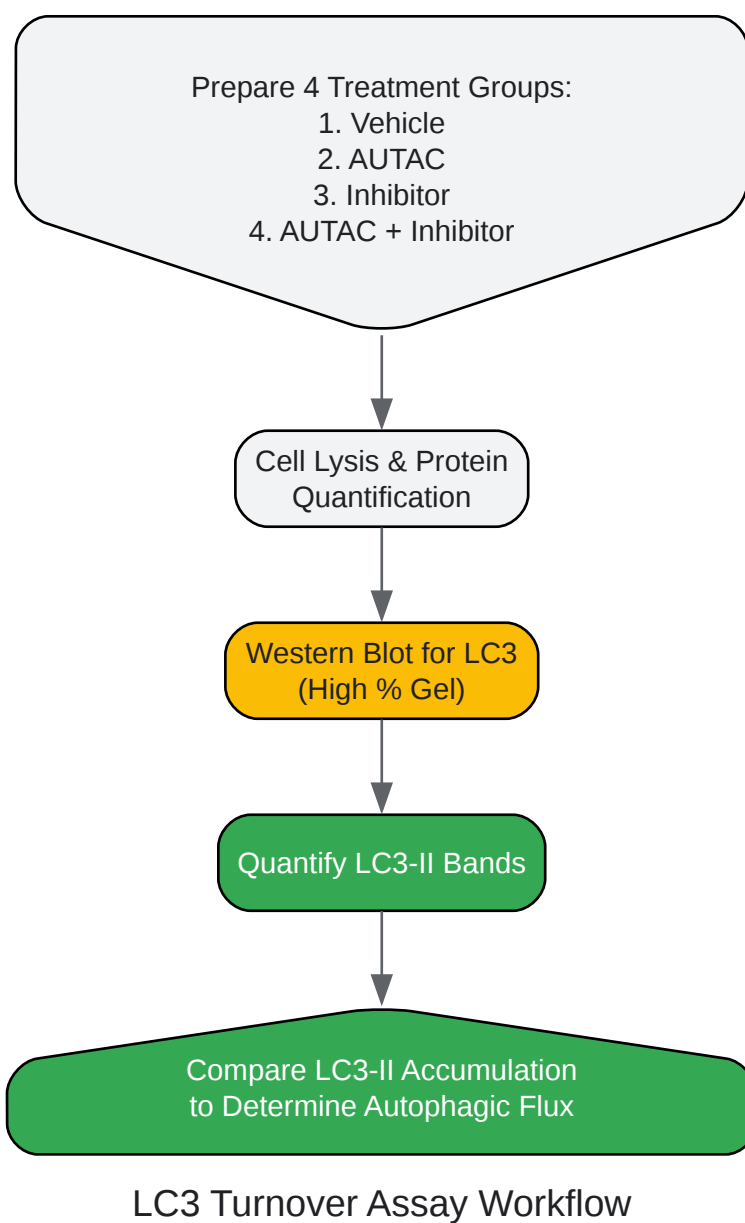 Prepare 4 Treatment Groups:
1. Vehicle
2. AUTAC
3. Inhibitor
4. AUTAC + Inhibitor
Cell Lysis & Protein
Quantification
Western Blot for LC3
(High % Gel)
Quantify LC3-II Bands
Compare LC3-II Accumulation
to Determine Autophagic Flux
LC3 Turnover Assay Workflow